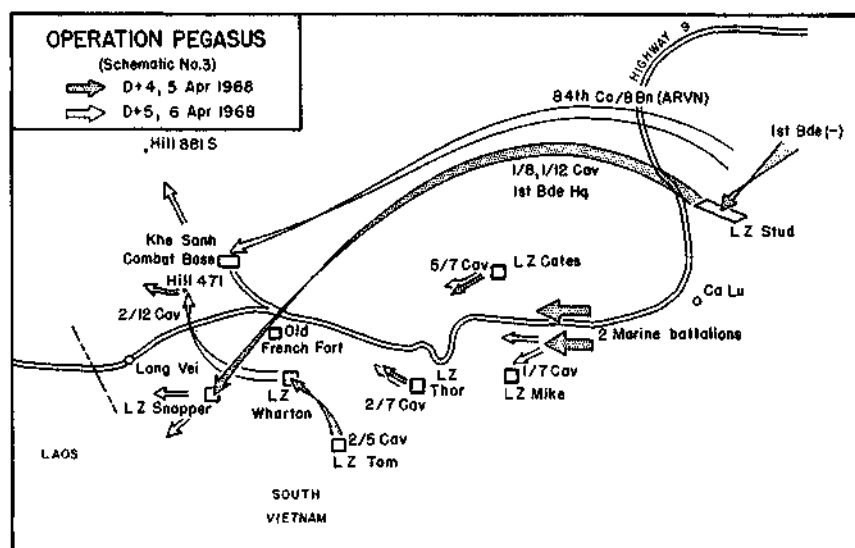 OPERATION PEGASUS
(Schematic No.3)
D+4, 5 Apr 1968
D+5, 6 Apr 1968
HIGHWAY 9
84th Co/8 Bn (ARVN)
.Hill 881 S
1st Bde (-)
1/8, 1/12 Cav
1st Bde Hq
LZ Stud
Khe Sanh
Combat Base
5/7 Cav
LZ Cates
Hill 471
Ca Lu
2/12 Cav
Old
French Fort
2 Marine battalions
Lang Vei
LZ
Thor
1/7 Cav
LZ Mike
LZ Snapper
LZ
Wharton
2/7 Cav
2/5 Cav
LZ Tom
LAOS
SOUTH
VIETNAM